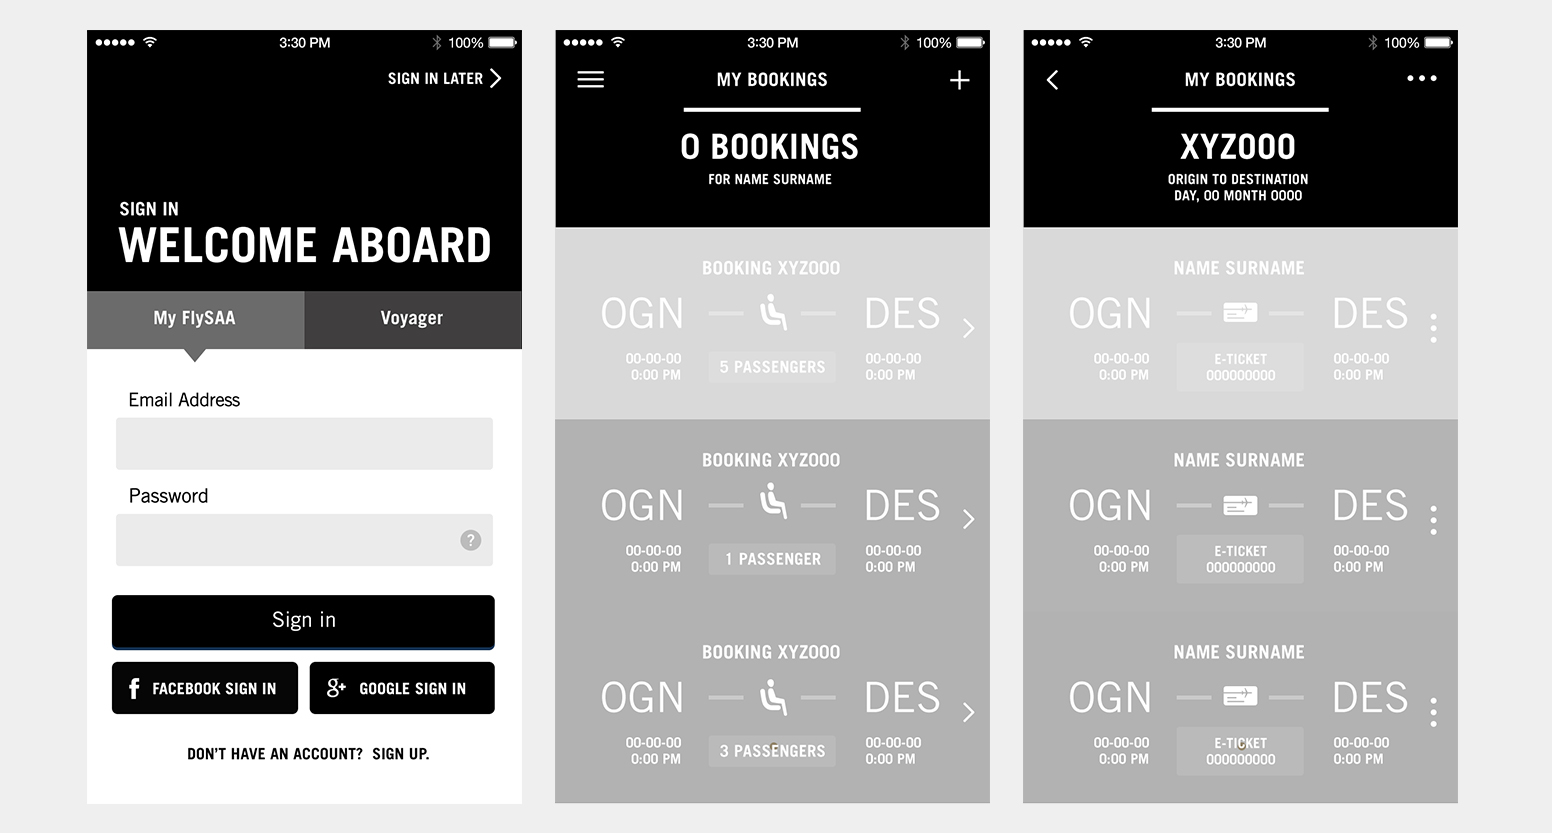 3:30 PM
100%
SIGN IN LATER
SIGN IN
WELCOME ABOARD
My FlySAA
Voyager
Email Address
Password
?
Sign in
f FACEBOOK SIGN IN
g+ GOOGLE SIGN IN
DON'T HAVE AN ACCOUNT? SIGN UP.
3:30 PM
100%
MY BOOKINGS
0 BOOKINGS
FOR NAME SURNAME
BOOKING XYZ000
OGN
DES
00-00-00
0:00 PM
5 PASSENGERS
00-00-00
0:00 PM
BOOKING XYZ000
OGN
DES
00-00-00
0:00 PM
1 PASSENGER
00-00-00
0:00 PM
BOOKING XYZ000
OGN
DES
00-00-00
0:00 PM
3 PASSENGERS
00-00-00
0:00 PM
3:30 PM
100%
MY BOOKINGS
XYZ000
ORIGIN TO DESTINATION
DAY, 00 MONTH 0000
NAME SURNAME
OGN
DES
00-00-00
0:00 PM
E-TICKET
000000000
00-00-00
0:00 PM
NAME SURNAME
OGN
DES
00-00-00
0:00 PM
E-TICKET
000000000
00-00-00
0:00 PM
NAME SURNAME
OGN
DES
00-00-00
0:00 PM
E-TICKET
000000000
00-00-00
0:00 PM